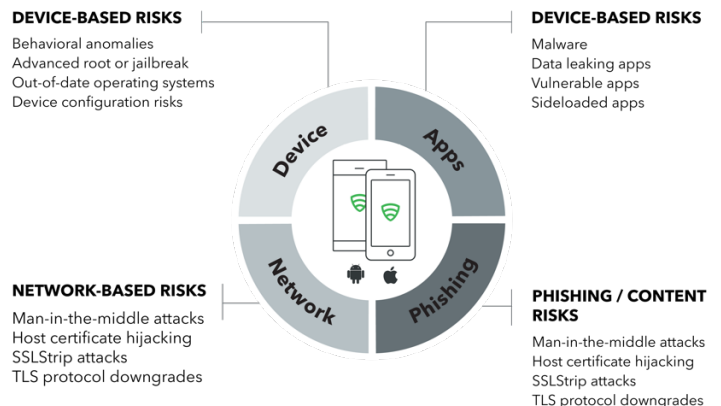 DEVICE-BASED RISKS
Behavioral anomalies
Advanced root or jailbreak
Out-of-date operating systems
Device configuration risks
DEVICE-BASED RISKS
Malware
Data leaking apps
Vulnerable apps
Sideloaded apps
Device
Apps
Network
Phishing
NETWORK-BASED RISKS
Man-in-the-middle attacks
Host certificate hijacking
SSLStrip attacks
TLS protocol downgrades
PHISHING / CONTENT
RISKS
Man-in-the-middle attacks
Host certificate hijacking
SSLStrip attacks
TLS protocol downgrades